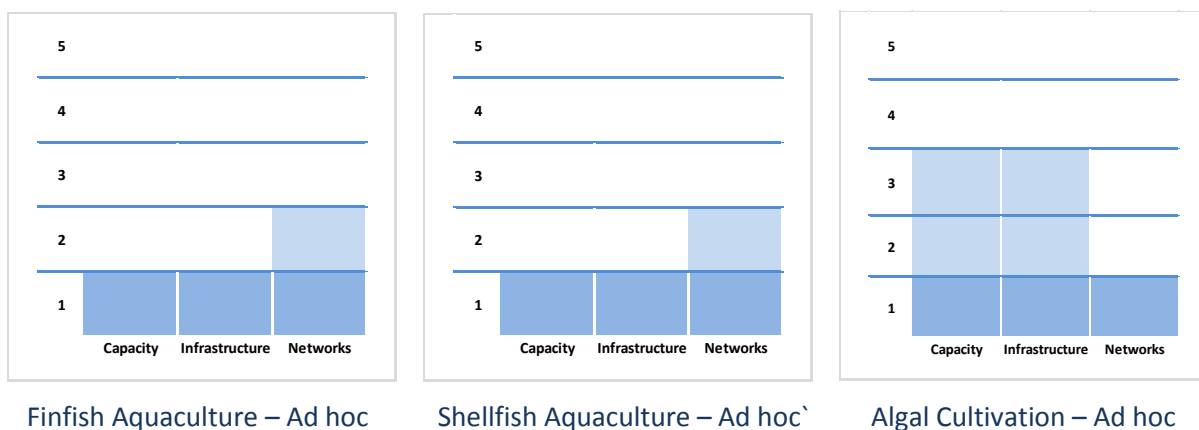 5
4
3
2
1
Capacity Infrastructure Networks
Finfish Aquaculture – Ad hoc
5
4
3
2
1
Capacity Infrastructure Networks
Shellfish Aquaculture – Ad hoc`
5
4
3
2
1
Capacity Infrastructure Networks
Algal Cultivation – Ad hoc